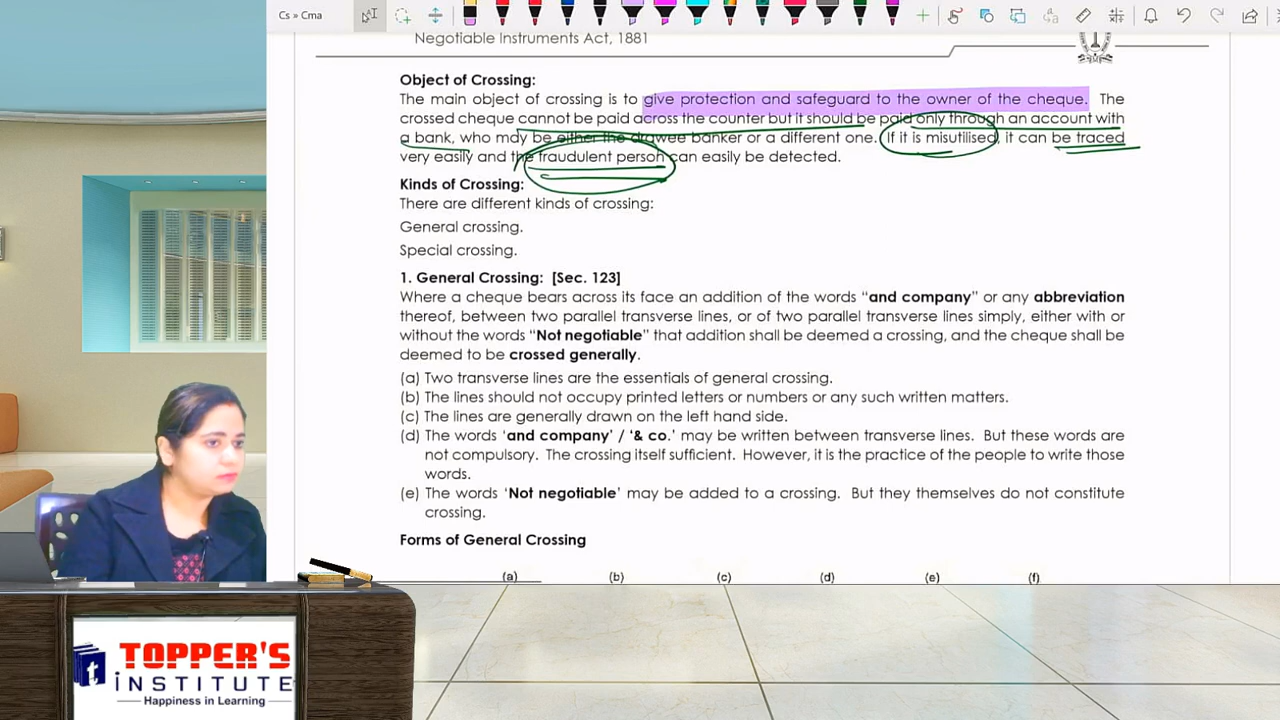 Cs » Cma
Negotiable Instruments Act, 1881
Object of Crossing:
The main object of crossing is to give protection and safeguard to the owner of the cheque. The
crossed cheque cannot be paid across the counter but it should be paid only through an account with
a bank, who may be either the drawee banker or a different one. If it is misutilised, it can be traced
very easily and the fraudulent person can easily be detected.
Kinds of Crossing:
There are different kinds of crossing:
General crossing.
Special crossing.
1. General Crossing: [Sec. 123]
Where a cheque bears across its face an addition of the words “and company” or any abbreviation
thereof, between two parallel transverse lines, or of two parallel transverse lines simply, either with or
without the words “Not negotiable” that addition shall be deemed a crossing, and the cheque shall be
deemed to be crossed generally.
(a) Two transverse lines are the essentials of general crossing.
(b) The lines should not occupy printed letters or numbers or any such written matters.
(c) The lines are generally drawn on the left hand side.
(d) The words ‘and company’ / ‘& co.’ may be written between transverse lines. But these words are
not compulsory. The crossing itself sufficient. However, it is the practice of the people to write those
words.
(e) The words ‘Not negotiable’ may be added to a crossing. But they themselves do not constitute
crossing.
Forms of General Crossing
(a) (b) (c) (d) (e) (f)
TOPPER'S
iNSTITUTE
Happiness in Learning